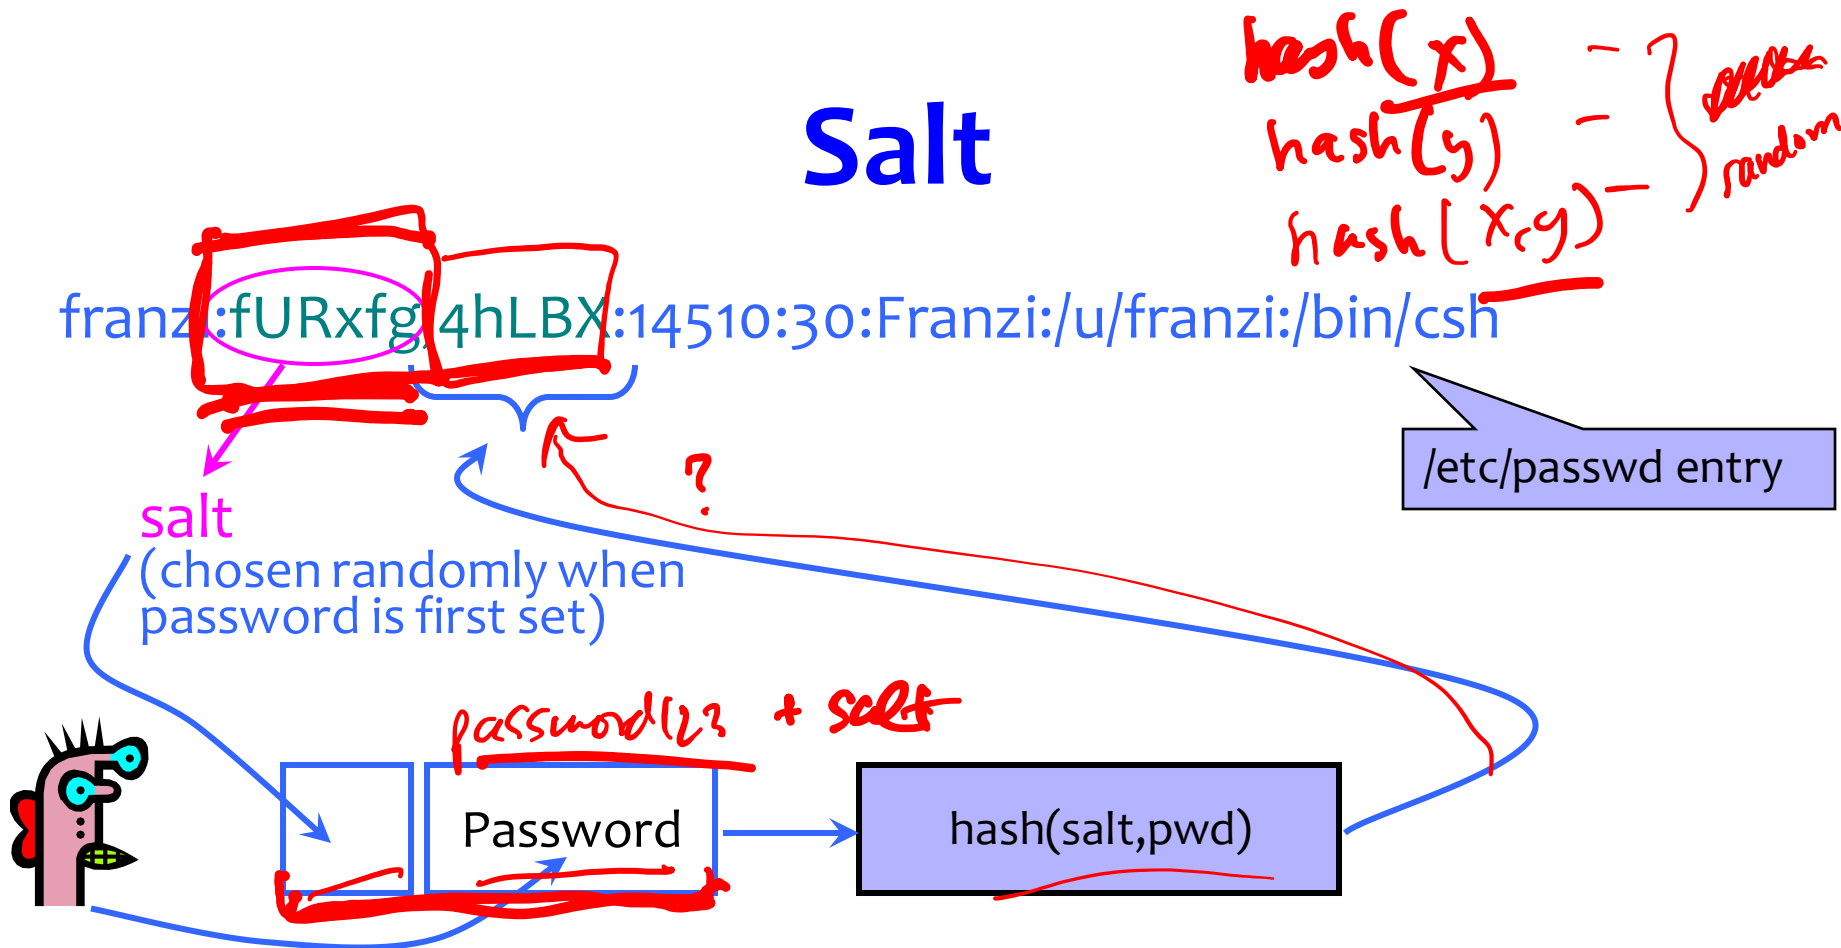 hash(x) -
Salt
hash(y) -
random
hash(x,y) -
franzi:fURxfg,4hLBX:14510:30:Franzi:/u/franzi:/bin/csh
/etc/passwd entry
?
salt
(chosen randomly when
password is first set)
password123 + salt
Password
hash(salt,pwd)